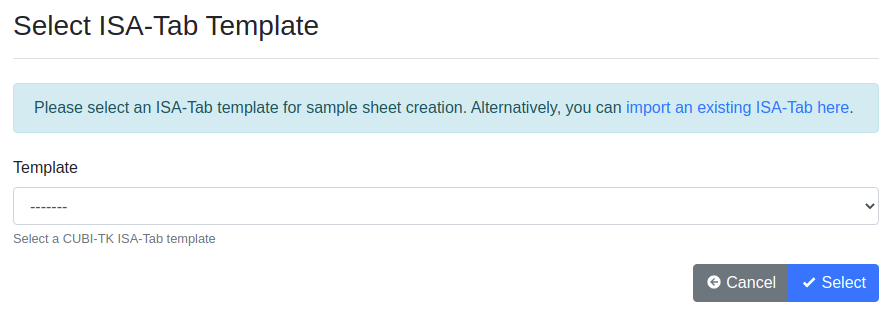 Select ISA-Tab Template
Please select an ISA-Tab template for sample sheet creation. Alternatively, you can import an existing ISA-Tab here.
Template
-------
Select a CUBI-TK ISA-Tab template
Cancel Select